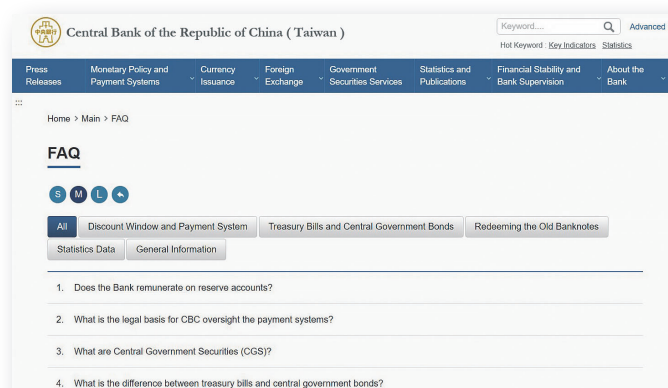 中央銀行
Central Bank of the Republic of China ( Taiwan )
Keyword....
Advanced
Hot Keyword : Key Indicators Statistics
Press Releases
Monetary Policy and Payment Systems
Currency Issuance
Foreign Exchange
Government Securities Services
Statistics and Publications
Financial Stability and Bank Supervision
About the Bank
:::
Home > Main > FAQ
FAQ
S M L
All Discount Window and Payment System Treasury Bills and Central Government Bonds Redeeming the Old Banknotes
Statistics Data General Information
1. Does the Bank remunerate on reserve accounts?
2. What is the legal basis for CBC oversight the payment systems?
3. What are Central Government Securities (CGS)?
4. What is the difference between treasury bills and central government bonds?